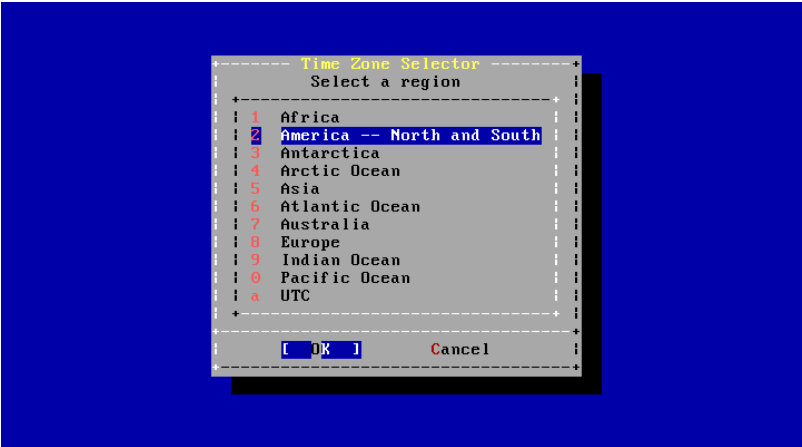 Time Zone Selector
Select a region
1 Africa
2 America -- North and South
3 Antarctica
4 Arctic Ocean
5 Asia
6 Atlantic Ocean
7 Australia
8 Europe
9 Indian Ocean
0 Pacific Ocean
a UTC
[ OK ] Cancel